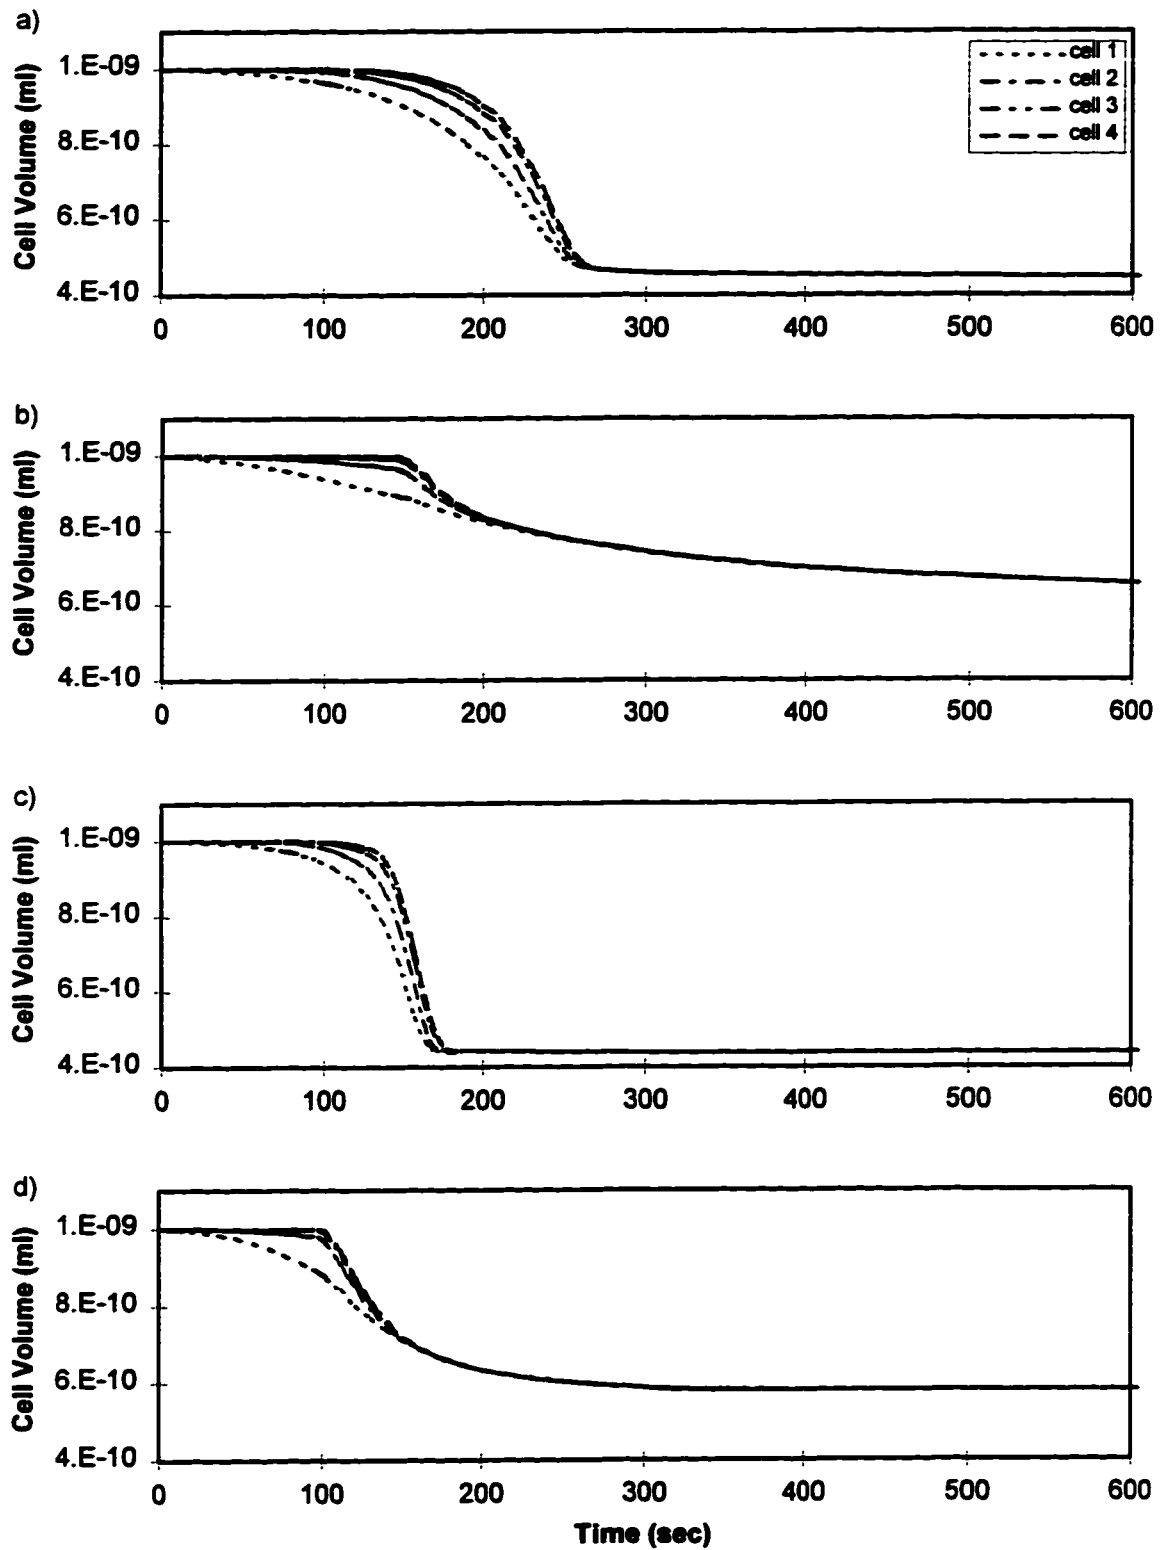 a)
Cell Volume (ml)
1.E-09
8.E-10
6.E-10
4.E-10
0 100 200 300 400 500 600
cell 1
cell 2
cell 3
cell 4
b)
Cell Volume (ml)
1.E-09
8.E-10
6.E-10
4.E-10
0 100 200 300 400 500 600
c)
Cell Volume (ml)
1.E-09
8.E-10
6.E-10
4.E-10
0 100 200 300 400 500 600
d)
Cell Volume (ml)
1.E-09
8.E-10
6.E-10
4.E-10
0 100 200 300 400 500 600
Time (sec)